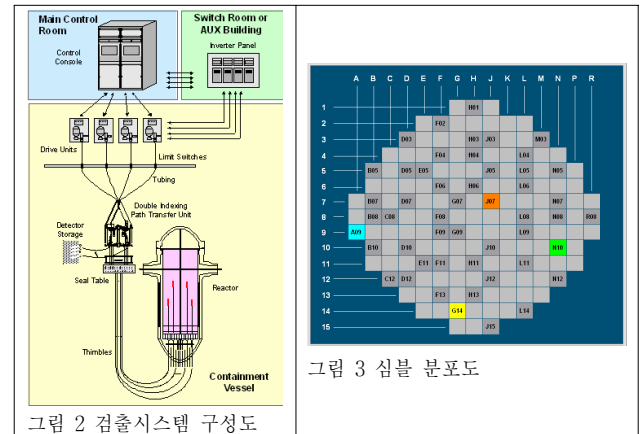 Main Control
Room
Switch Room or
AUX Building
Control
Console
Inverter Panel
Drive Units
Limit Switches
Tubing
Double Indexing
Path Transfer Unit
Detector
Storage
Seal Table
Reactor
Thimbles
Containment
Vessel
그림 2 검출시스템 구성도
A B C D E F G H J K L M N P R
1 H01
2 F02
3 D03 H03 J03 M03
4 F04 H04 L04
5 B05 D05 E05 J05 L05 N05
6 F06 H06 L06
7 B07 D07 G07 J07 N07
8 B08 C08 F08 L08 N08 R08
9 A09 F09 G09 L09
10 B10 D10 J10 N10
11 E11 F11 H11 L11
12 C12 D12 J12 N12
13 F13 H13
14 G14 L14
15 J15
그림 3 심블 분포도